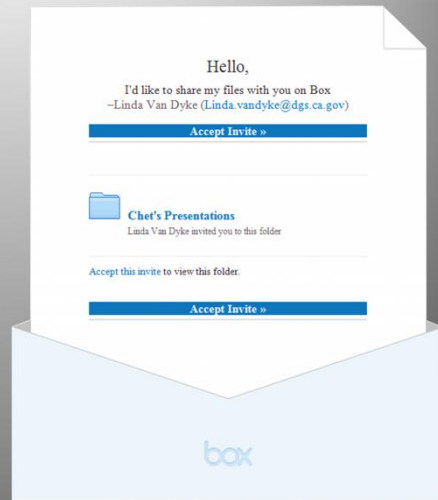 Hello,
I'd like to share my files with you on Box
–Linda Van Dyke (Linda.vandyke@dgs.ca.gov)
Accept Invite »
Chet's Presentations
Linda Van Dyke invited you to this folder
Accept this invite to view this folder.
Accept Invite »
box